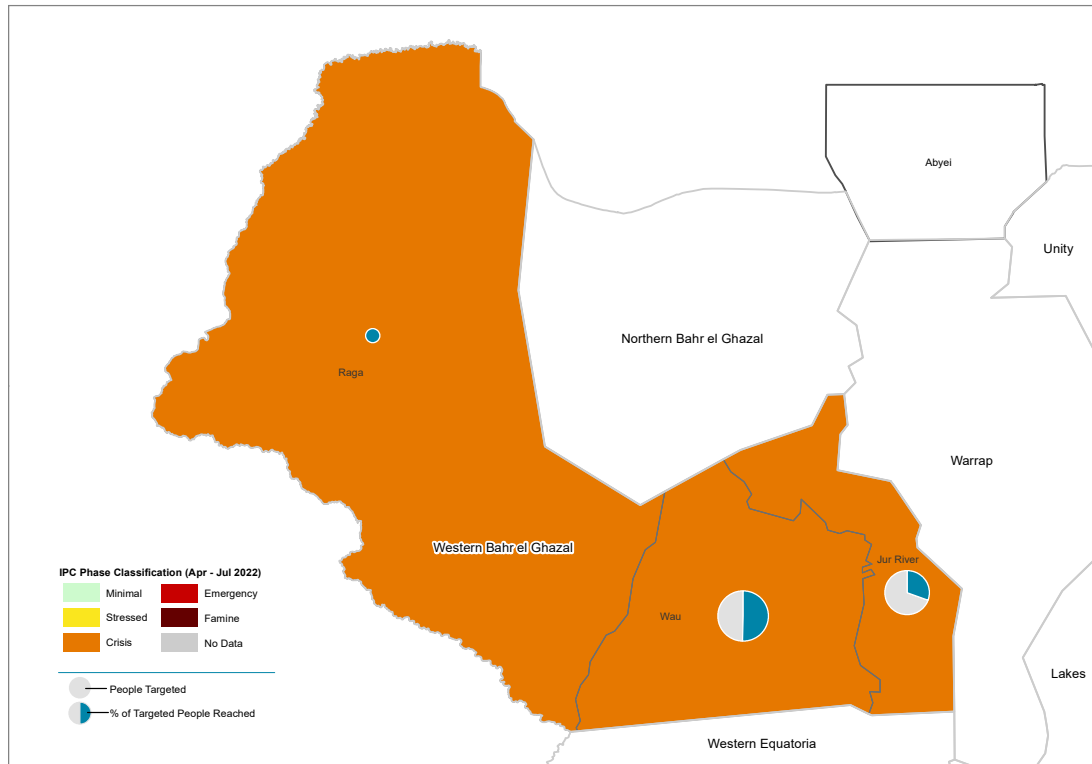 Abyei
Unity
Northern Bahr el Ghazal
Raga
Warrap
Western Bahr el Ghazal
Jur River
Wau
Lakes
Western Equatoria
IPC Phase Classification (Apr - Jul 2022)
Minimal
Emergency
Stressed
Famine
Crisis
No Data
People Targeted
% of Targeted People Reached